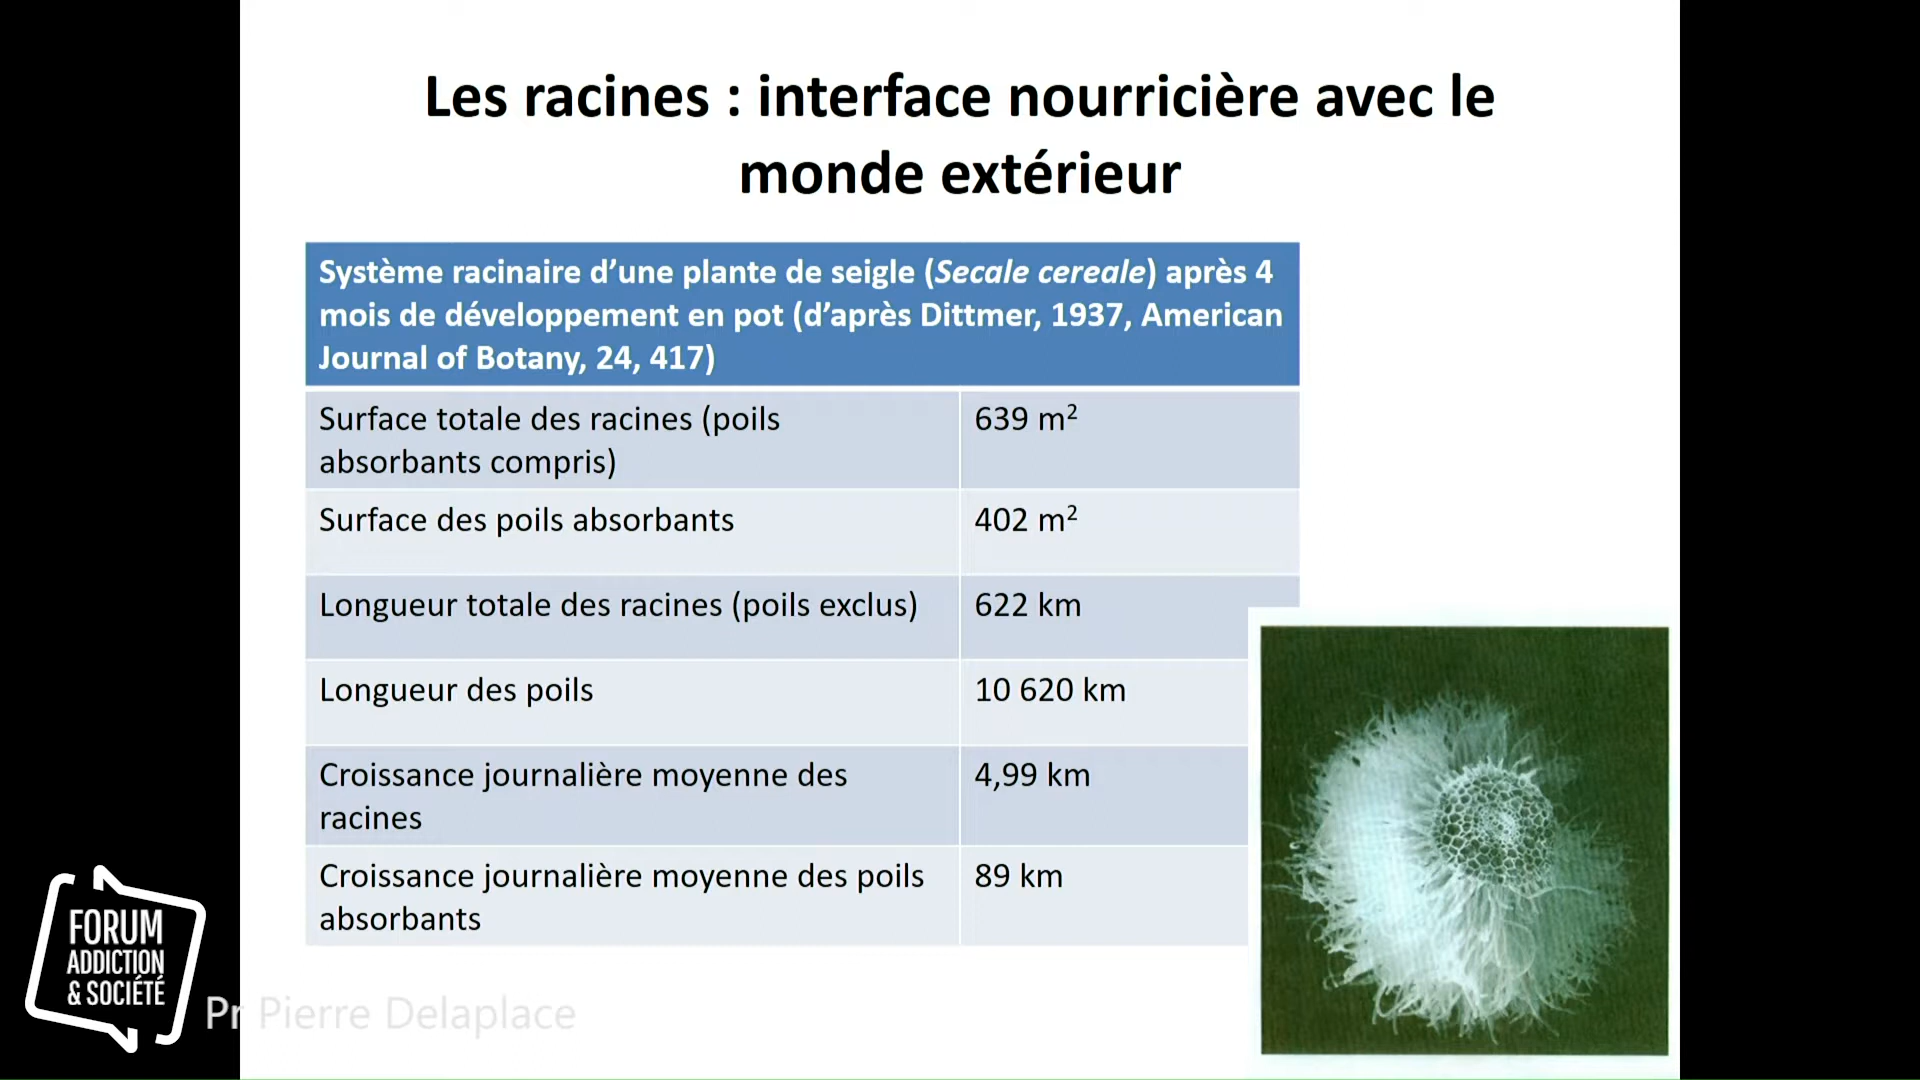 Les racines : interface nourricière avec le
monde extérieur
Système racinaire d’une plante de seigle (Secale cereale) après 4
mois de développement en pot (d’après Dittmer, 1937, American
Journal of Botany, 24, 417)
Surface totale des racines (poils
absorbants compris)
639 m²
Surface des poils absorbants
402 m²
Longueur totale des racines (poils exclus)
622 km
Longueur des poils
10 620 km
Croissance journalière moyenne des
racines
4,99 km
Croissance journalière moyenne des poils
absorbants
89 km
FORUM
ADDICTION
& SOCIÉTÉ
Pr Pierre Delaplace